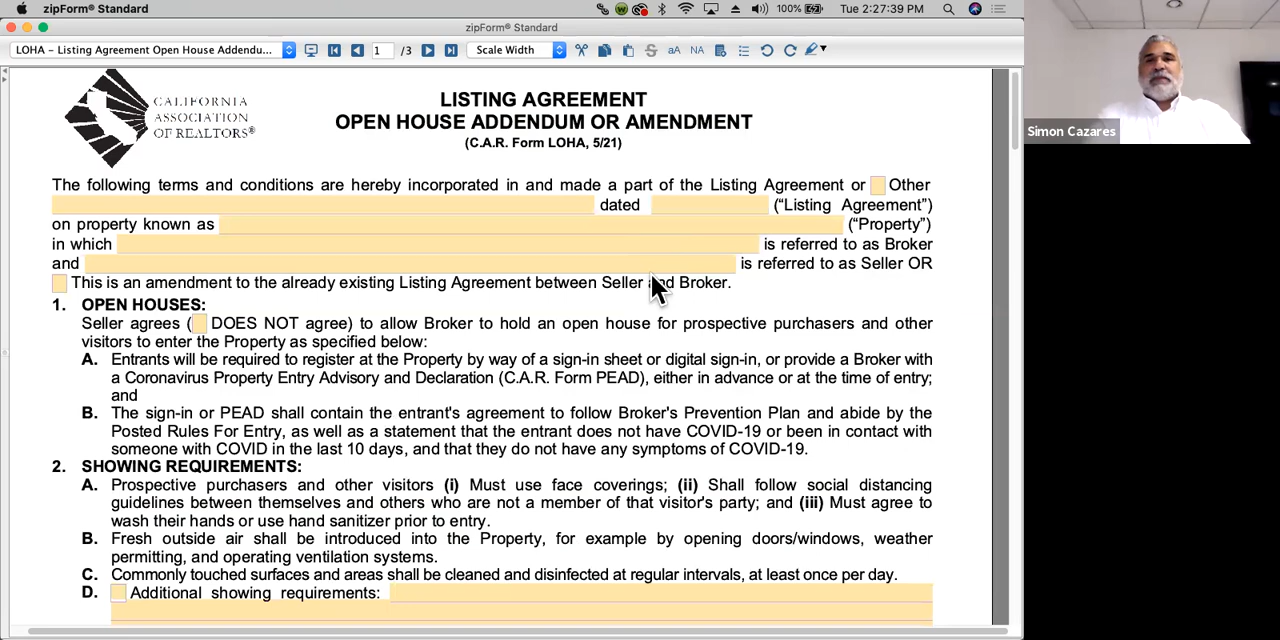 zipForm® Standard
100%
Tue 2:27:39 PM
zipForm® Standard
LOHA – Listing Agreement Open House Addendu...
1 /3
Scale Width
aA NA
CALIFORNIA
ASSOCIATION
OF REALTORS®
LISTING AGREEMENT
OPEN HOUSE ADDENDUM OR AMENDMENT
(C.A.R. Form LOHA, 5/21)
The following terms and conditions are hereby incorporated in and made a part of the Listing Agreement or Other
dated ("Listing Agreement")
on property known as ("Property")
in which is referred to as Broker
and is referred to as Seller OR
This is an amendment to the already existing Listing Agreement between Seller and Broker.
1. OPEN HOUSES:
Seller agrees ( DOES NOT agree) to allow Broker to hold an open house for prospective purchasers and other
visitors to enter the Property as specified below:
A. Entrants will be required to register at the Property by way of a sign-in sheet or digital sign-in, or provide a Broker with
a Coronavirus Property Entry Advisory and Declaration (C.A.R. Form PEAD), either in advance or at the time of entry;
and
B. The sign-in or PEAD shall contain the entrant's agreement to follow Broker's Prevention Plan and abide by the
Posted Rules For Entry, as well as a statement that the entrant does not have COVID-19 or been in contact with
someone with COVID in the last 10 days, and that they do not have any symptoms of COVID-19.
2. SHOWING REQUIREMENTS:
A. Prospective purchasers and other visitors (i) Must use face coverings; (ii) Shall follow social distancing
guidelines between themselves and others who are not a member of that visitor's party; and (iii) Must agree to
wash their hands or use hand sanitizer prior to entry.
B. Fresh outside air shall be introduced into the Property, for example by opening doors/windows, weather
permitting, and operating ventilation systems.
C. Commonly touched surfaces and areas shall be cleaned and disinfected at regular intervals, at least once per day.
D. Additional showing requirements:
Simon Cazares